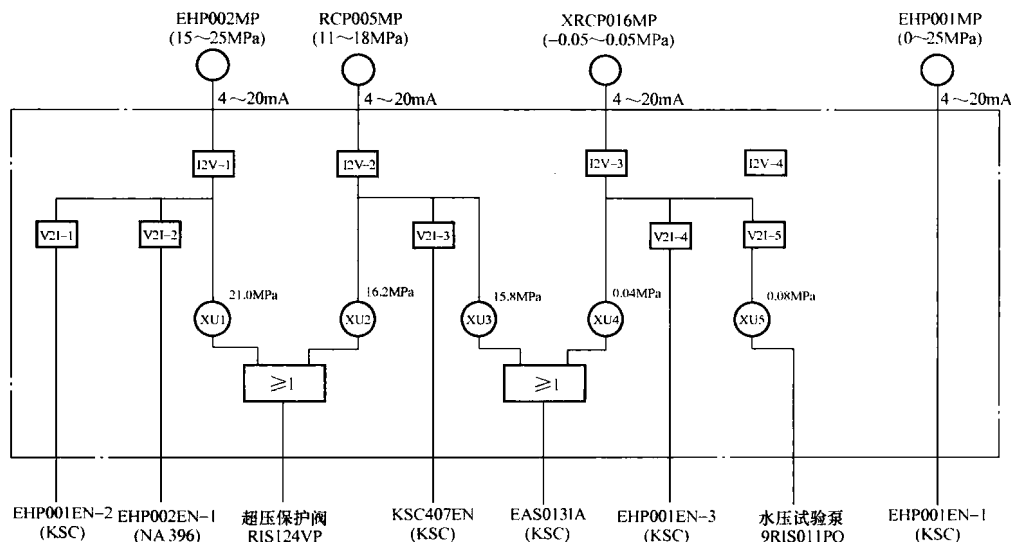 EHP002MP
(15～25MPa)
RCP005MP
(11～18MPa)
XRCP016MP
(-0.05～0.05MPa)
EHP001MP
(0～25MPa)
4～20mA
4～20mA
4～20mA
4～20mA
I2V-1
I2V-2
I2V-3
I2V-4
V2I-1
V2I-2
V2I-3
V2I-4
V2I-5
21.0MPa
16.2MPa
15.8MPa
0.04MPa
0.08MPa
XU1
XU2
XU3
XU4
XU5
≥1
≥1
EHP001EN-2
(KSC)
EHP002EN-1
(NA 396)
超压保护阀
RIS124VP
KSC407EN
(KSC)
EAS013IA
(KSC)
EHP001EN-3
(KSC)
水压试验泵
9RIS011PO
EHP001EN-1
(KSC)